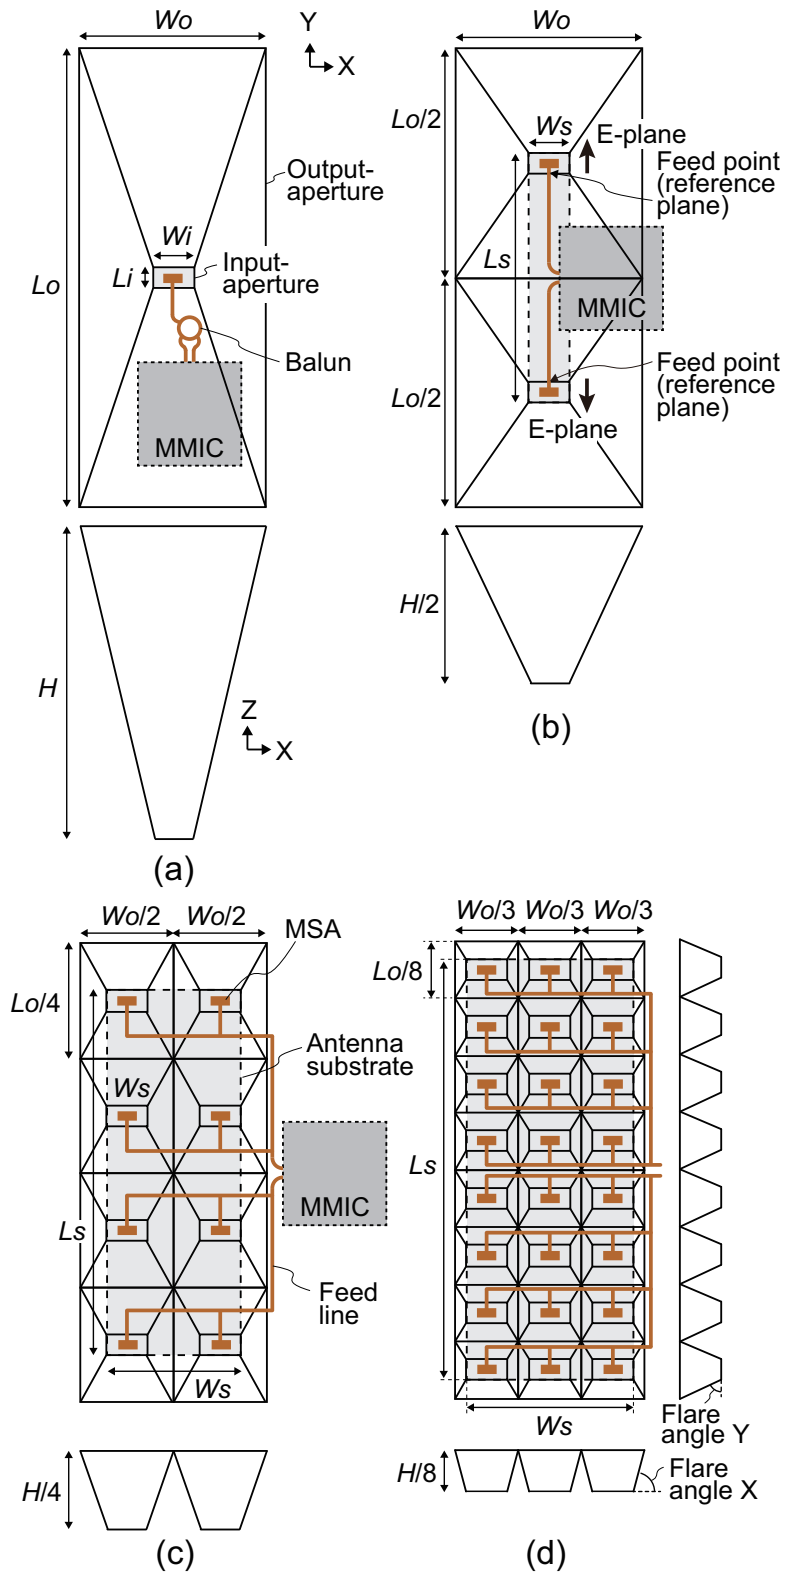 Wo
Y
X
Output-
aperture
Lo
Wi
Li
Input-
aperture
Balun
MMIC
H
Z
X
(a)
Wo
Lo/2
Ws
E-plane
Feed point
(reference
plane)
Ls
MMIC
Lo/2
Feed point
(reference
plane)
E-plane
H/2
(b)
Wo/2 Wo/2
MSA
Lo/4
Antenna
substrate
Ws
MMIC
Ls
Feed
line
Ws
H/4
(c)
Wo/3 Wo/3 Wo/3
Lo/8
Ls
Ws
Flare
angle Y
H/8
Flare
angle X
(d)